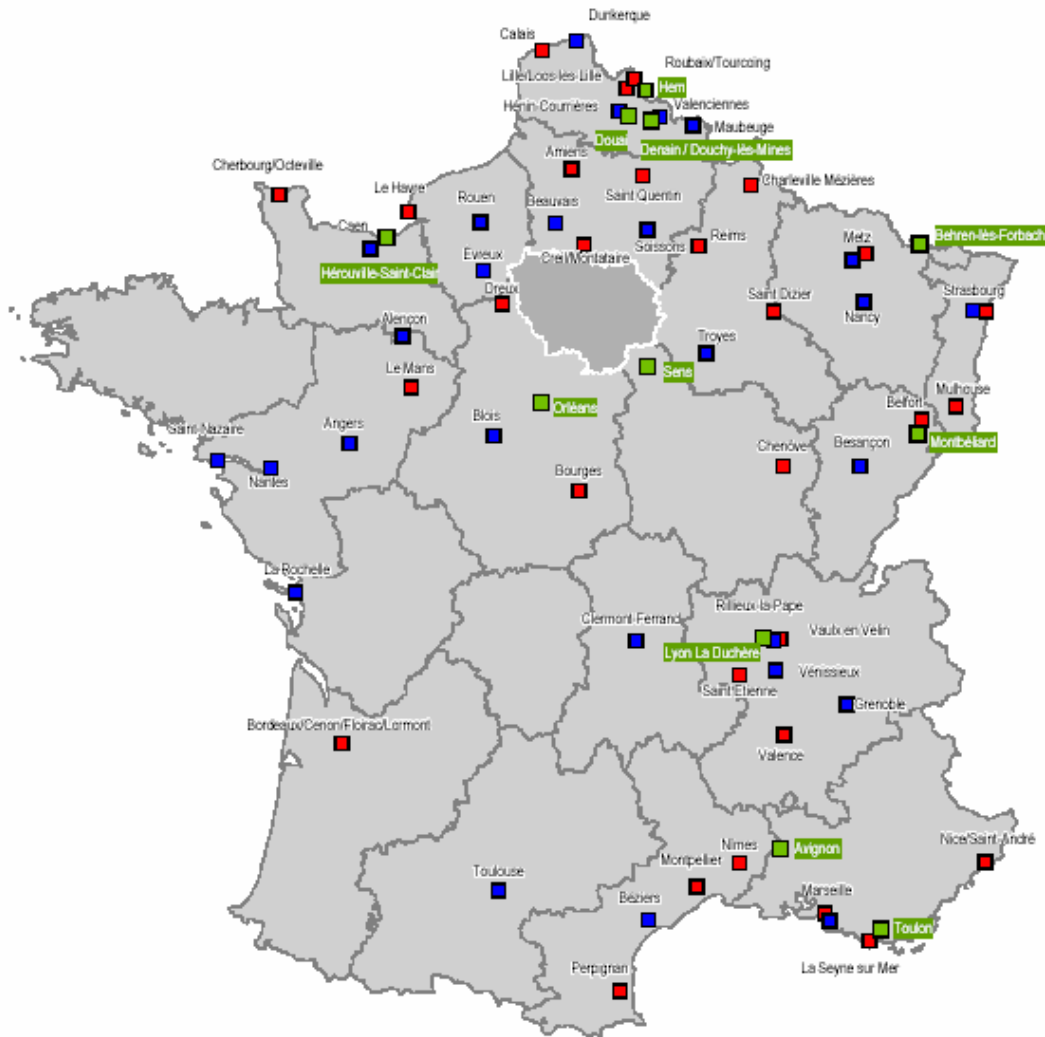 Dunkerque
Calais
Roubaix/Tourcoing
Lille/Loos-les-Lille
Hem
Hénin-Courrières
Valenciennes
Maubeuge
Douai
Denain / Douchy-lès-Mines
Amiens
Cherbourg/Octeville
Charleville Mézières
Le Havre
Saint Quentin
Rouen
Beauvais
Caen
Soissons
Reims
Metz
Behren-lès-Forbach
Creil/Montataire
Hérouville-Saint-Clair
Evreux
Dreux
Saint Dizier
Strasbourg
Nancy
Alençon
Troyes
Le Mans
Sens
Mulhouse
Orléans
Belfort
Blois
Saint-Nazaire
Angers
Montbéliard
Besançon
Chenôve
Bourges
Nantes
La Rochelle
Rillieux-la-Pape
Clermont-Ferrand
Vaulx en Velin
Lyon La Duchère
Vénissieux
Saint Etienne
Grenoble
Bordeaux/Cenon/Floirac/Lormont
Valence
Nice/Saint-André
Nîmes
Avignon
Montpellier
Toulouse
Marseille
Béziers
Toulon
La Seyne sur Mer
Perpignan